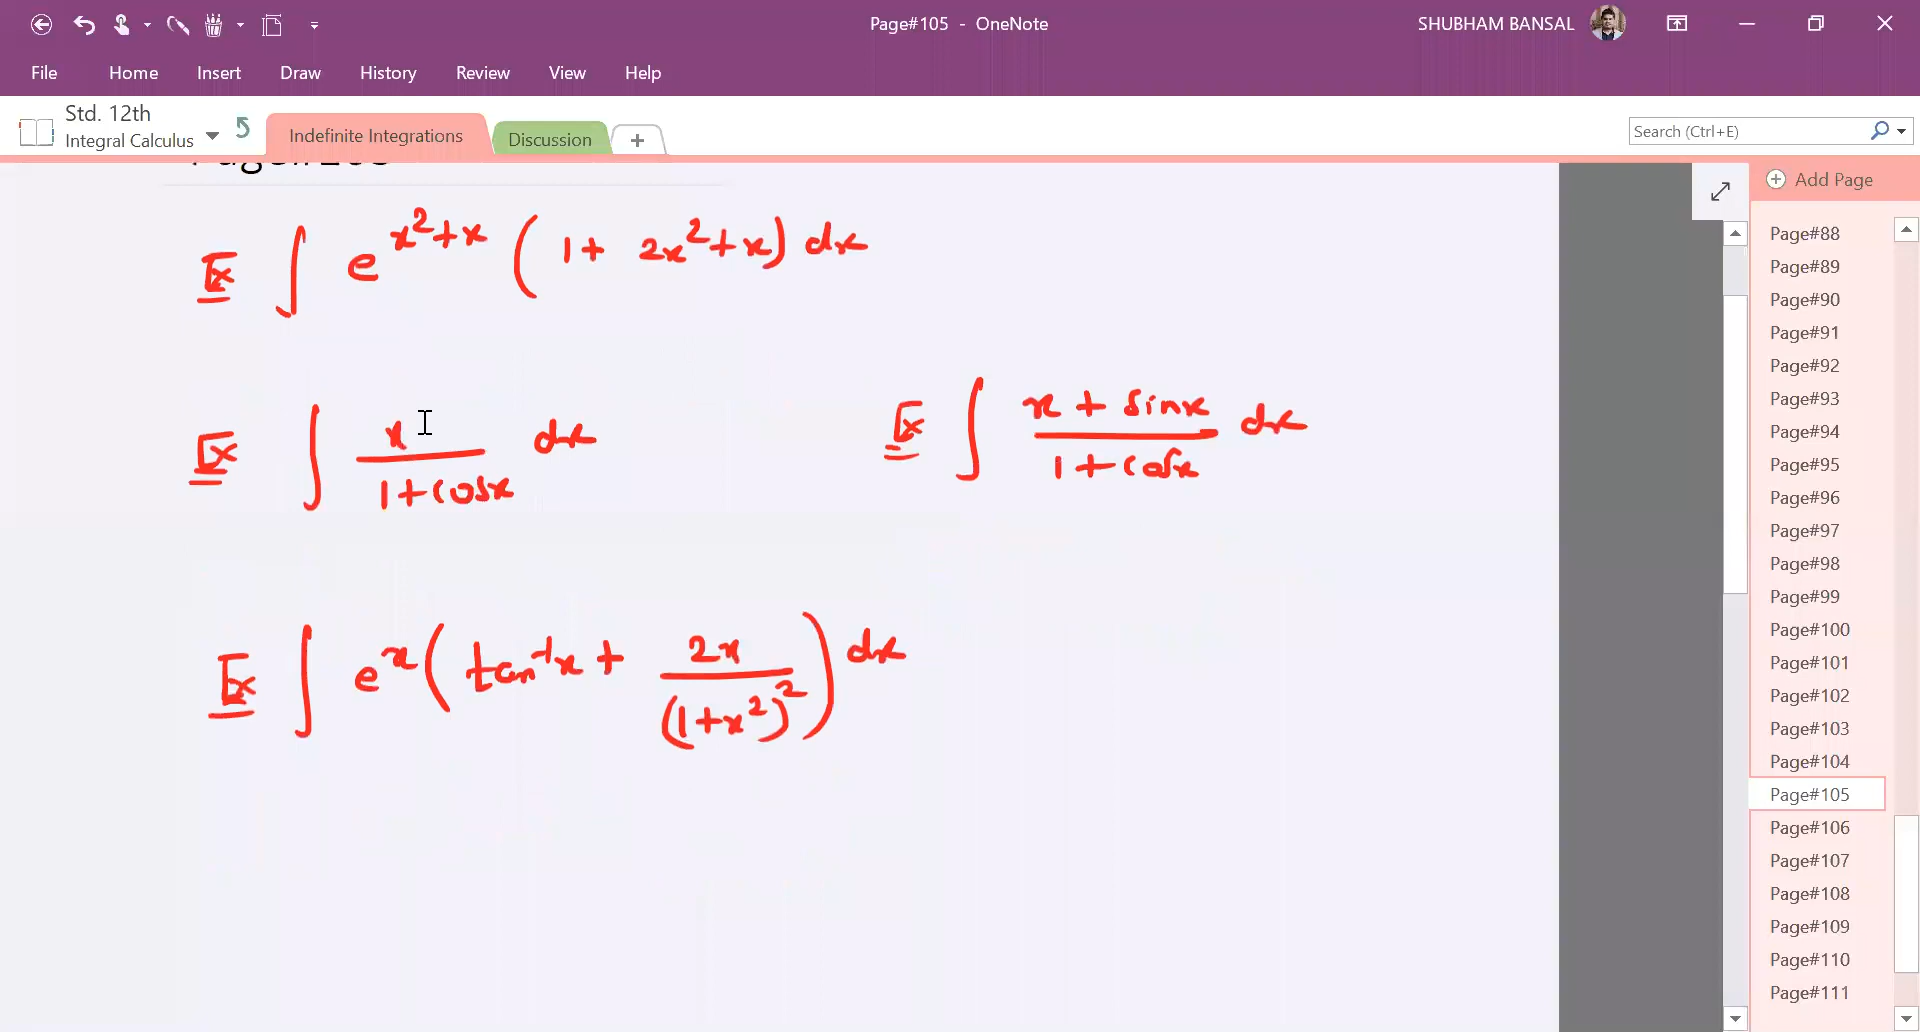 Page#105 - OneNote
SHUBHAM BANSAL
File Home Insert Draw History Review View Help
Std. 12th
Integral Calculus
Indefinite Integrations
Discussion
+
Search (Ctrl+E)
Add Page
Ex ∫ e^{x²+x} (1 + 2x²+x) dx
Ex ∫ x/(1+cosx) dx
Ex ∫ (x + sinx)/(1+cosx) dx
Ex ∫ eˣ(tan⁻¹x + 2x/(1+x²)²) dx
Page#88
Page#89
Page#90
Page#91
Page#92
Page#93
Page#94
Page#95
Page#96
Page#97
Page#98
Page#99
Page#100
Page#101
Page#102
Page#103
Page#104
Page#105
Page#106
Page#107
Page#108
Page#109
Page#110
Page#111